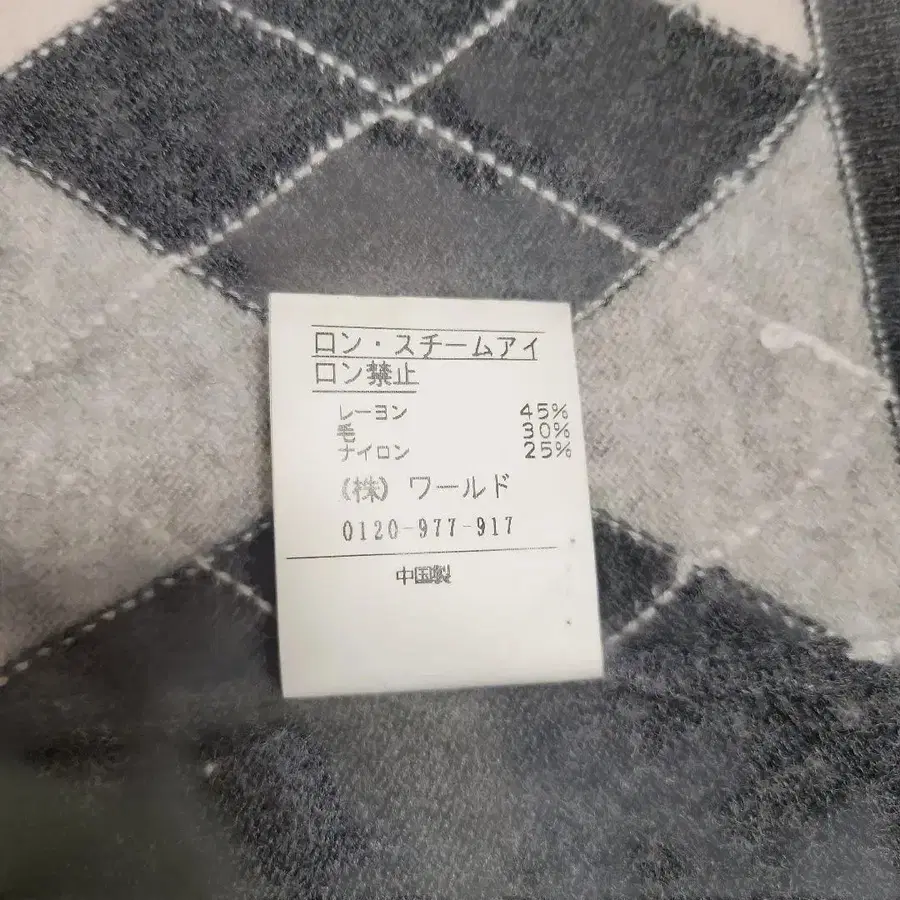 ロン・スチームアイ
ロン禁止
レーヨン 45%
毛 30%
ナイロン 25%
(株) ワールド
0120-977-917
中国製